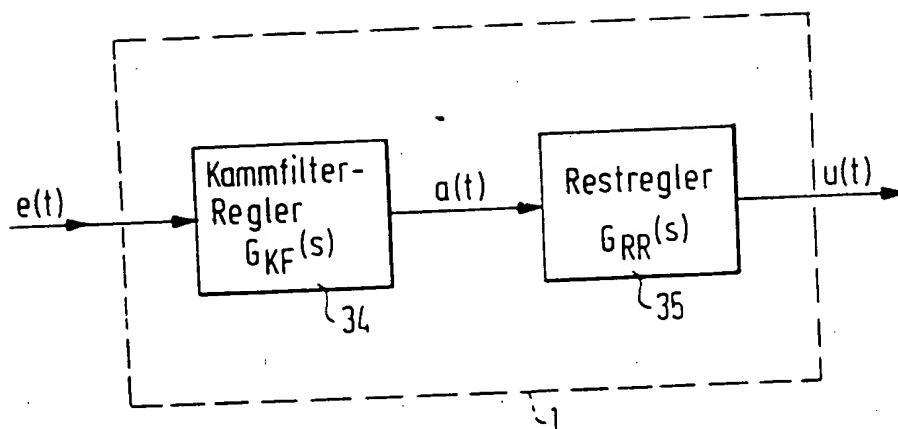 e(t)
Kammfilter-
Regler
G_KF(s)
34
a(t)
Restregler
G_RR(s)
35
u(t)
1